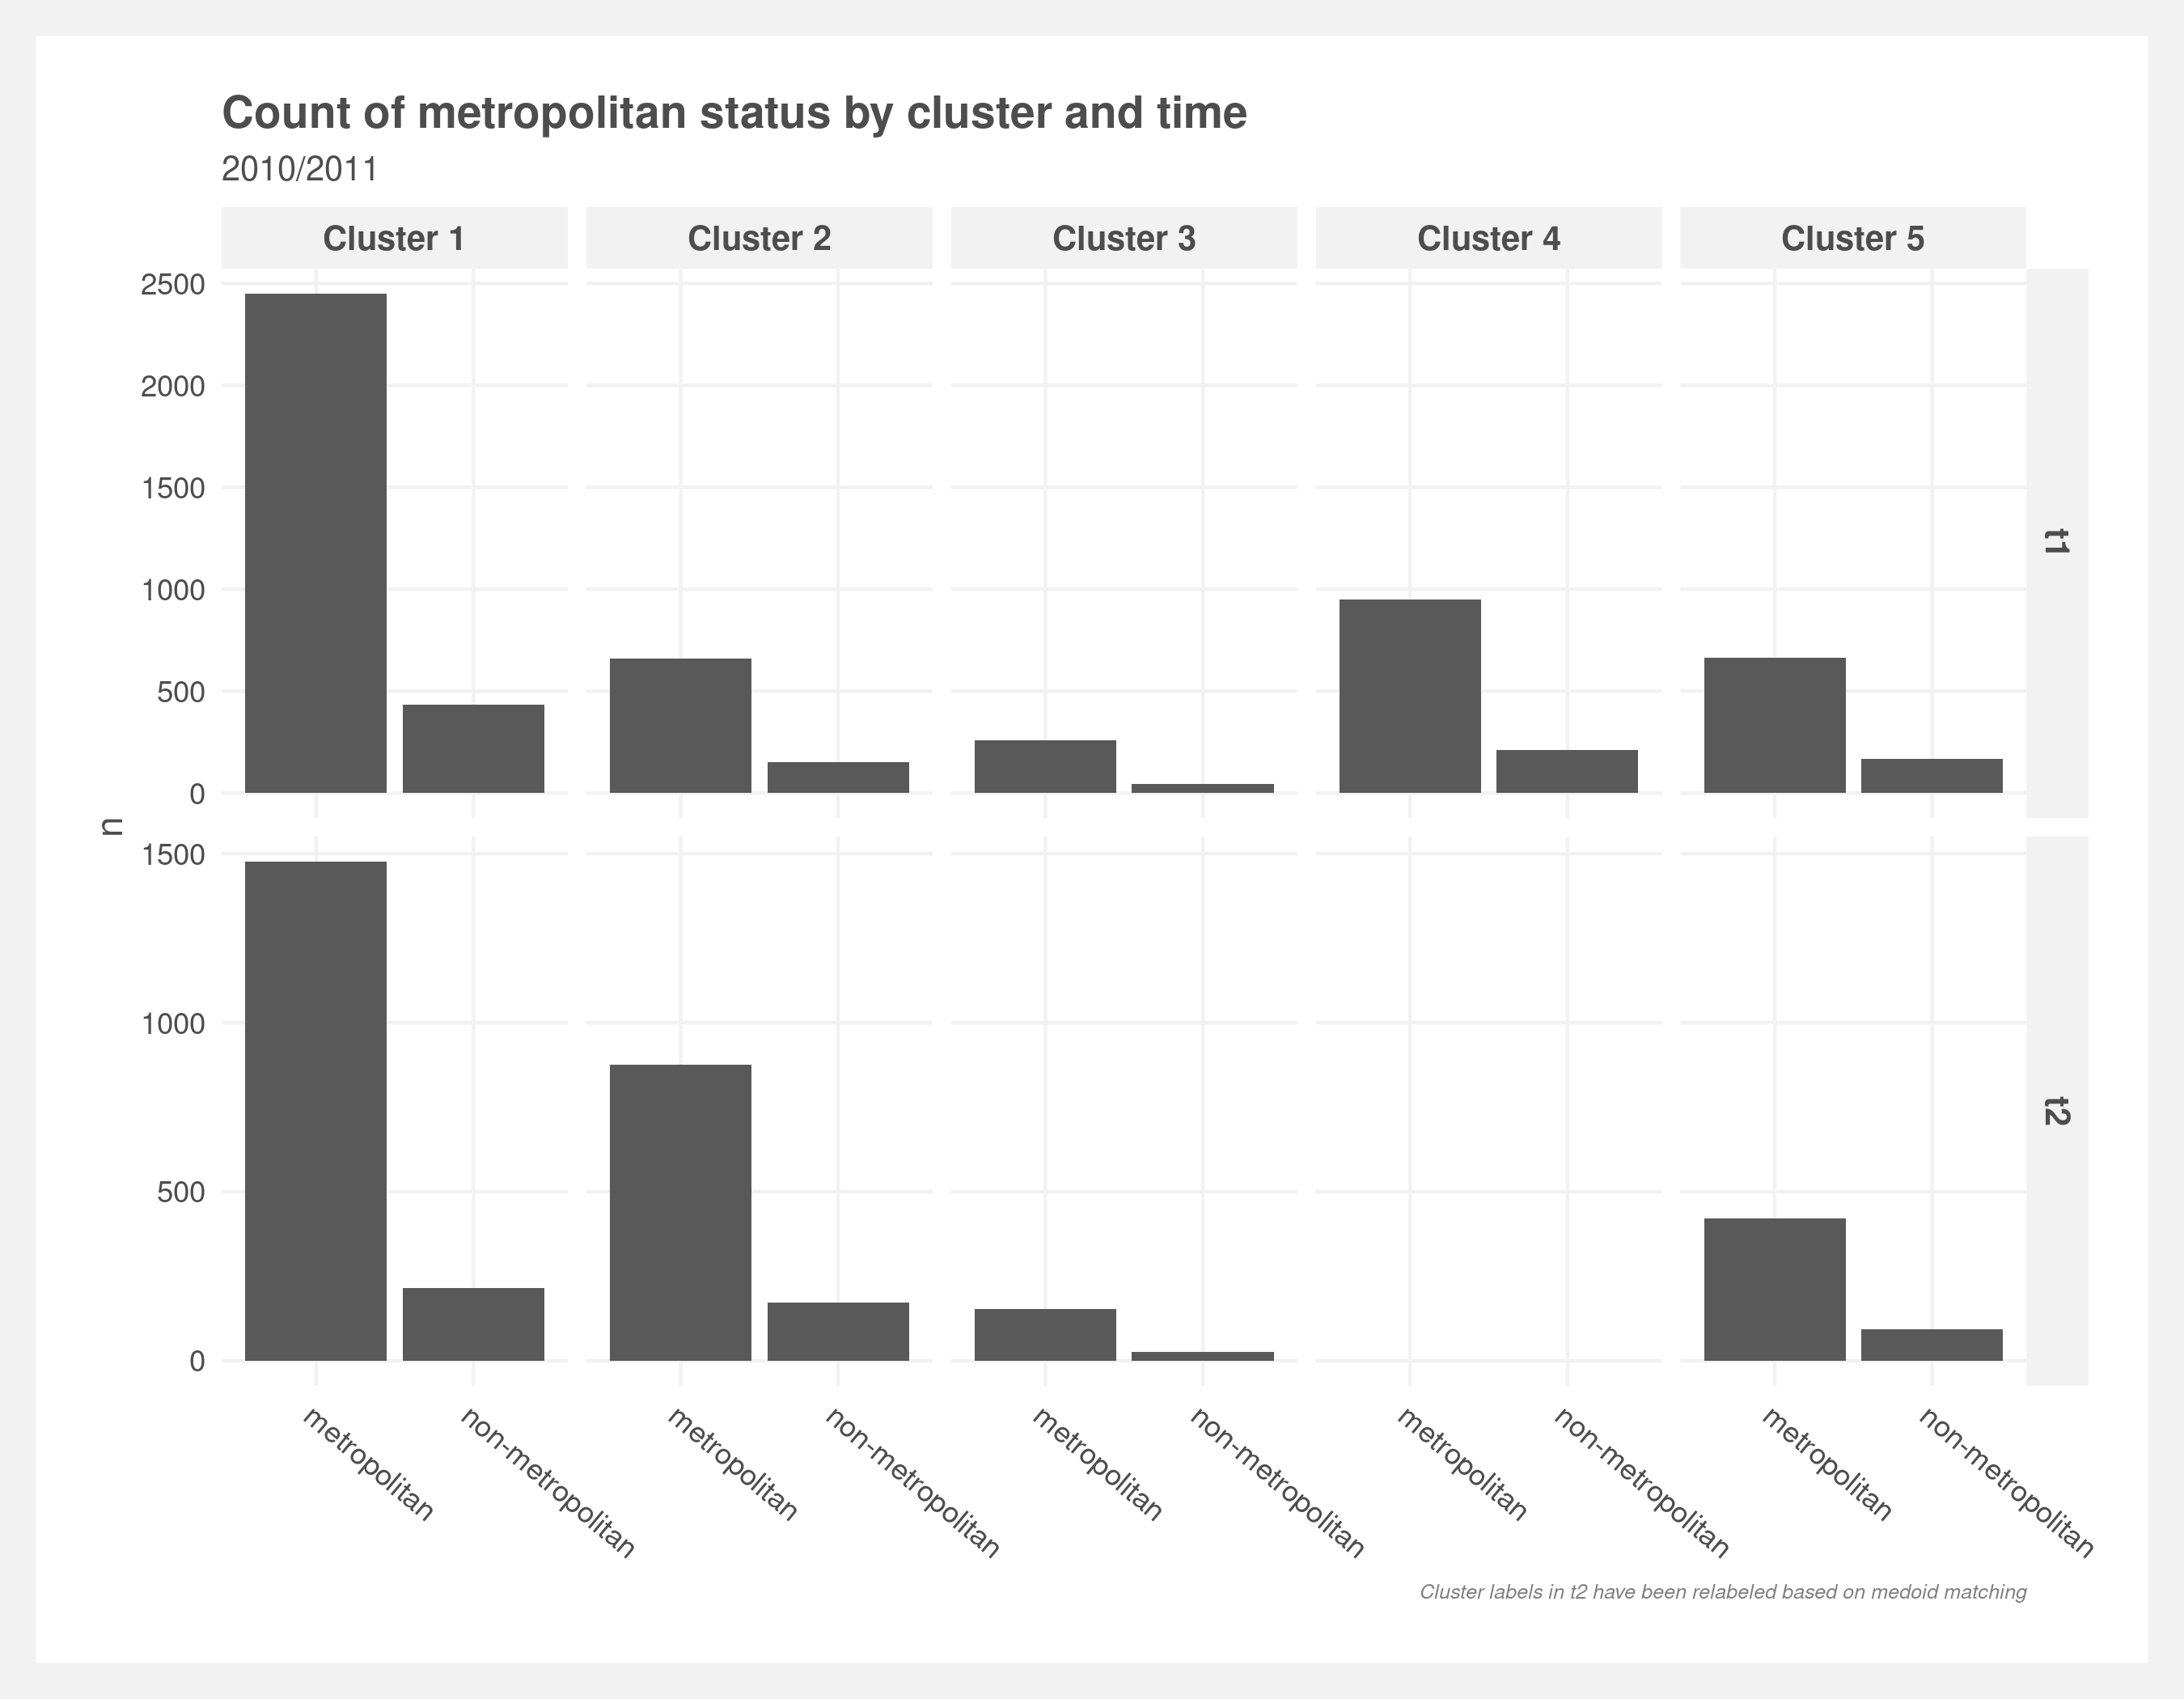 Count of metropolitan status by cluster and time
2010/2011
Cluster 1 Cluster 2 Cluster 3 Cluster 4 Cluster 5
2500
2000
1500
1000
500
0
t1
n
1500
1000
500
0
t2
metropolitan non-metropolitan metropolitan non-metropolitan metropolitan non-metropolitan metropolitan non-metropolitan metropolitan non-metropolitan
Cluster labels in t2 have been relabeled based on medoid matching